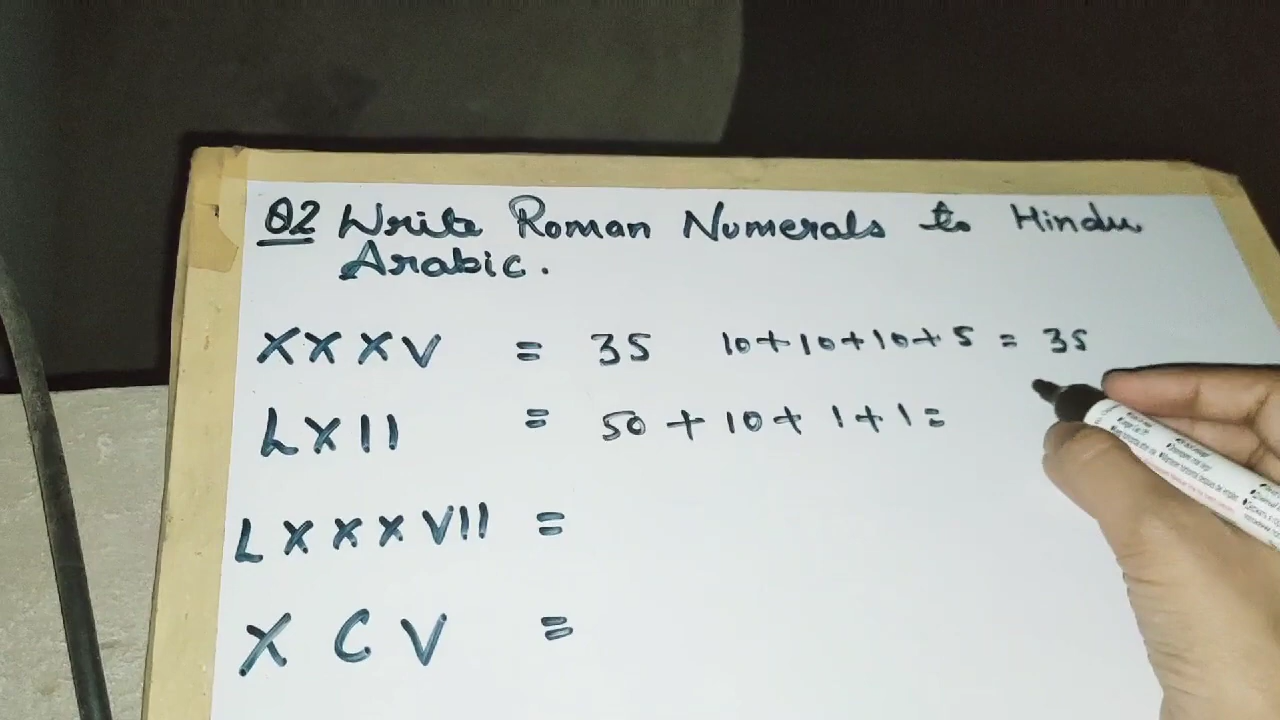 Q2 Write Roman Numerals to Hindu
Arabic.
XXXV = 35 10+10+10+5 = 35
LXII = 50 + 10 + 1 + 1 =
LXXXVII =
XCV =